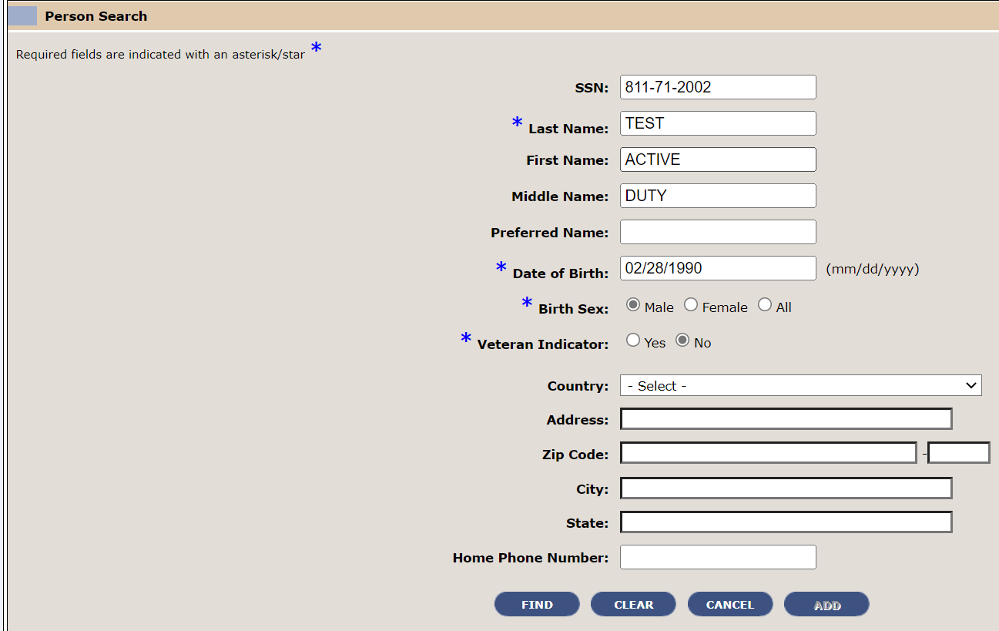 Person Search
Required fields are indicated with an asterisk/star *
SSN: 811-71-2002
* Last Name: TEST
First Name: ACTIVE
Middle Name: DUTY
Preferred Name:
* Date of Birth: 02/28/1990 (mm/dd/yyyy)
* Birth Sex: Male Female All
* Veteran Indicator: Yes No
Country: - Select -
Address:
Zip Code: -
City:
State:
Home Phone Number:
FIND CLEAR CANCEL ADD